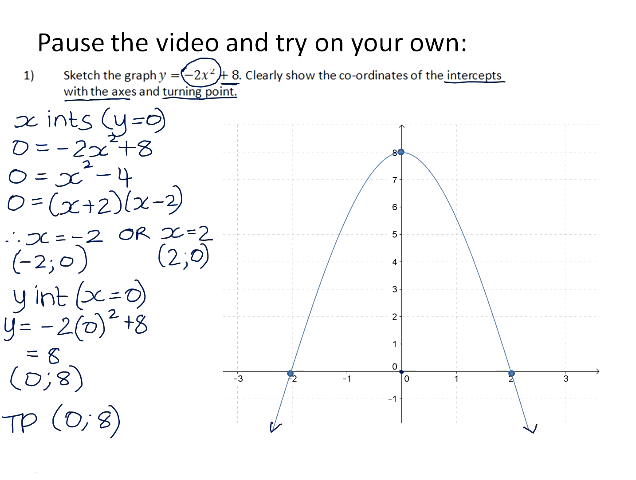 Pause the video and try on your own:
1) Sketch the graph y = −2x² + 8. Clearly show the co-ordinates of the intercepts
with the axes and turning point.
x ints (y=0)
0 = −2x²+8
0 = x² − 4
0 = (x+2)(x−2)
∴ x = −2 OR x = 2
(−2;0) (2;0)
y int (x=0)
y = −2(0)² +8
= 8
(0;8)
TP (0;8)
8
7
6
5
4
3
2
1
0
-3 -2 -1 0 1 2 3
-1